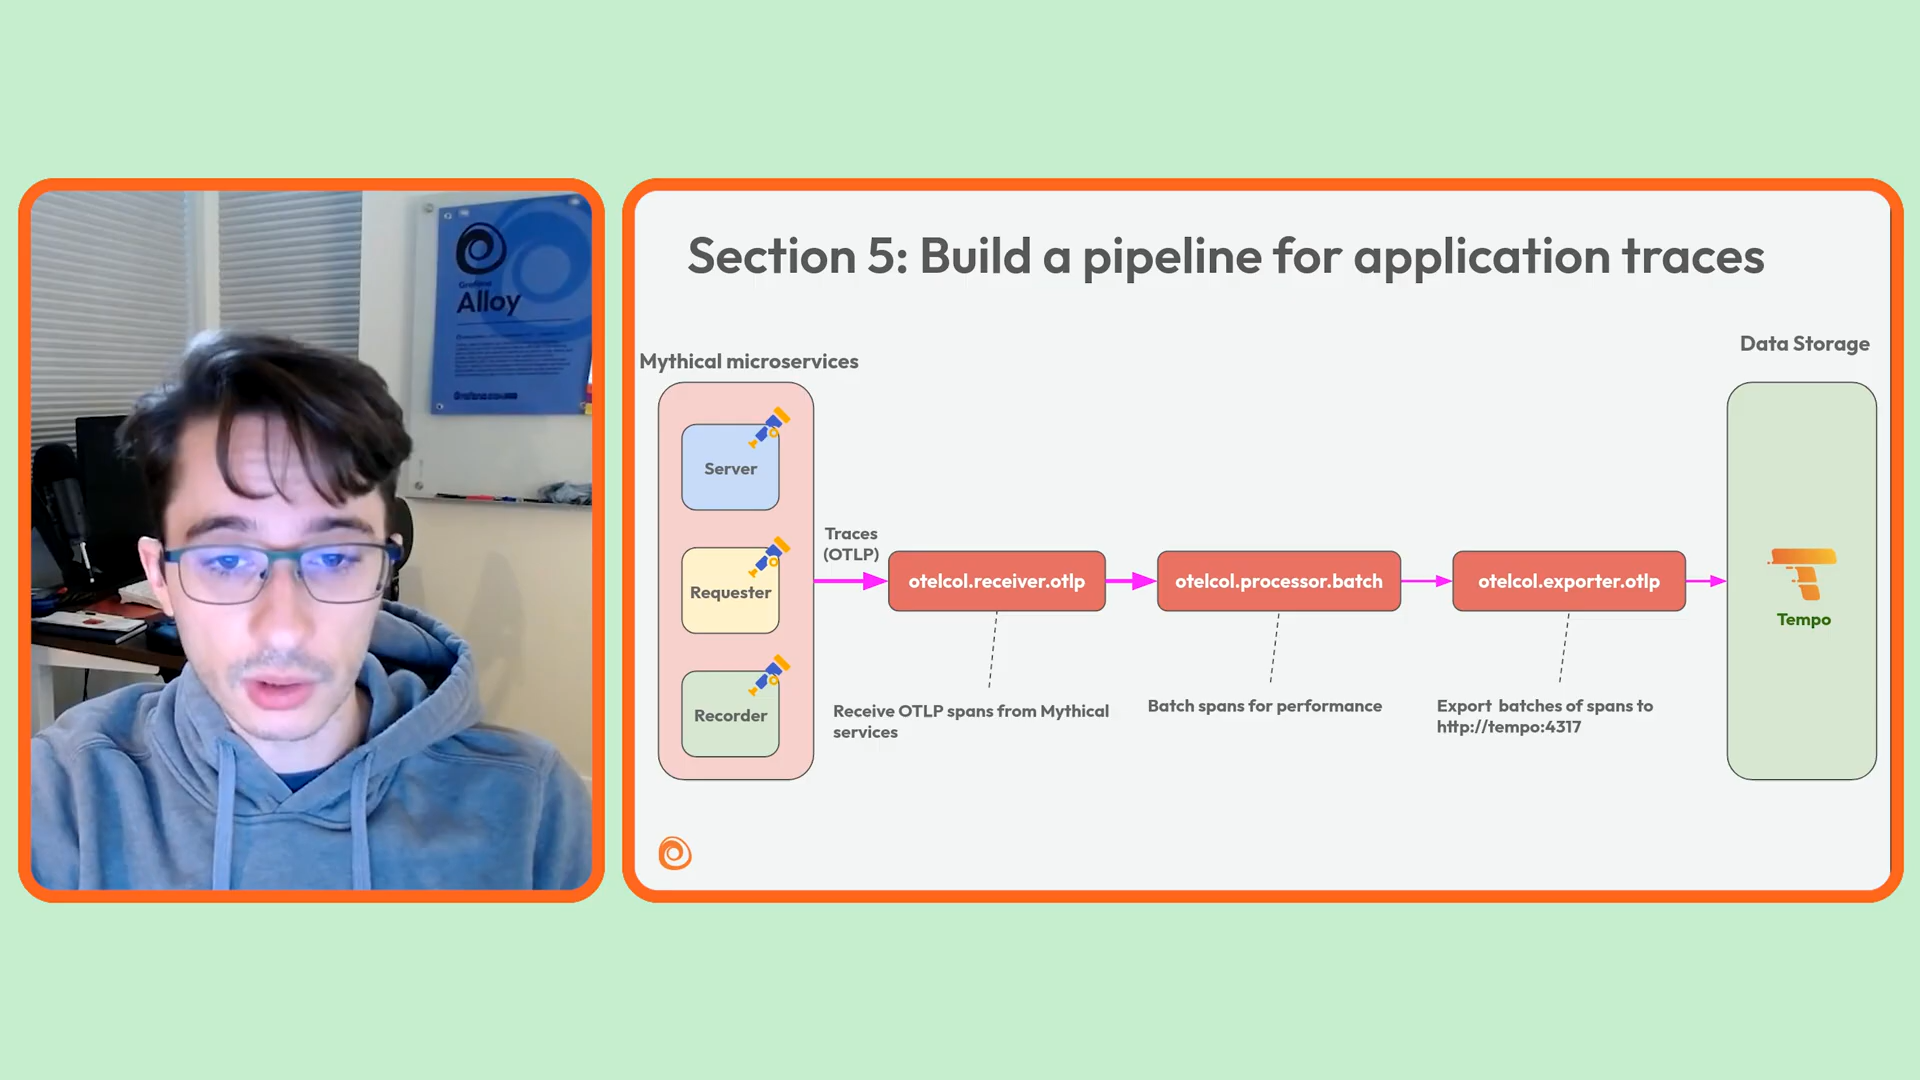 Grafana
Alloy
Section 5: Build a pipeline for application traces
Mythical microservices
Data Storage
Server
Requester
Recorder
Traces
(OTLP)
otelcol.receiver.otlp
otelcol.processor.batch
otelcol.exporter.otlp
Tempo
Receive OTLP spans from Mythical
services
Batch spans for performance
Export batches of spans to
http://tempo:4317